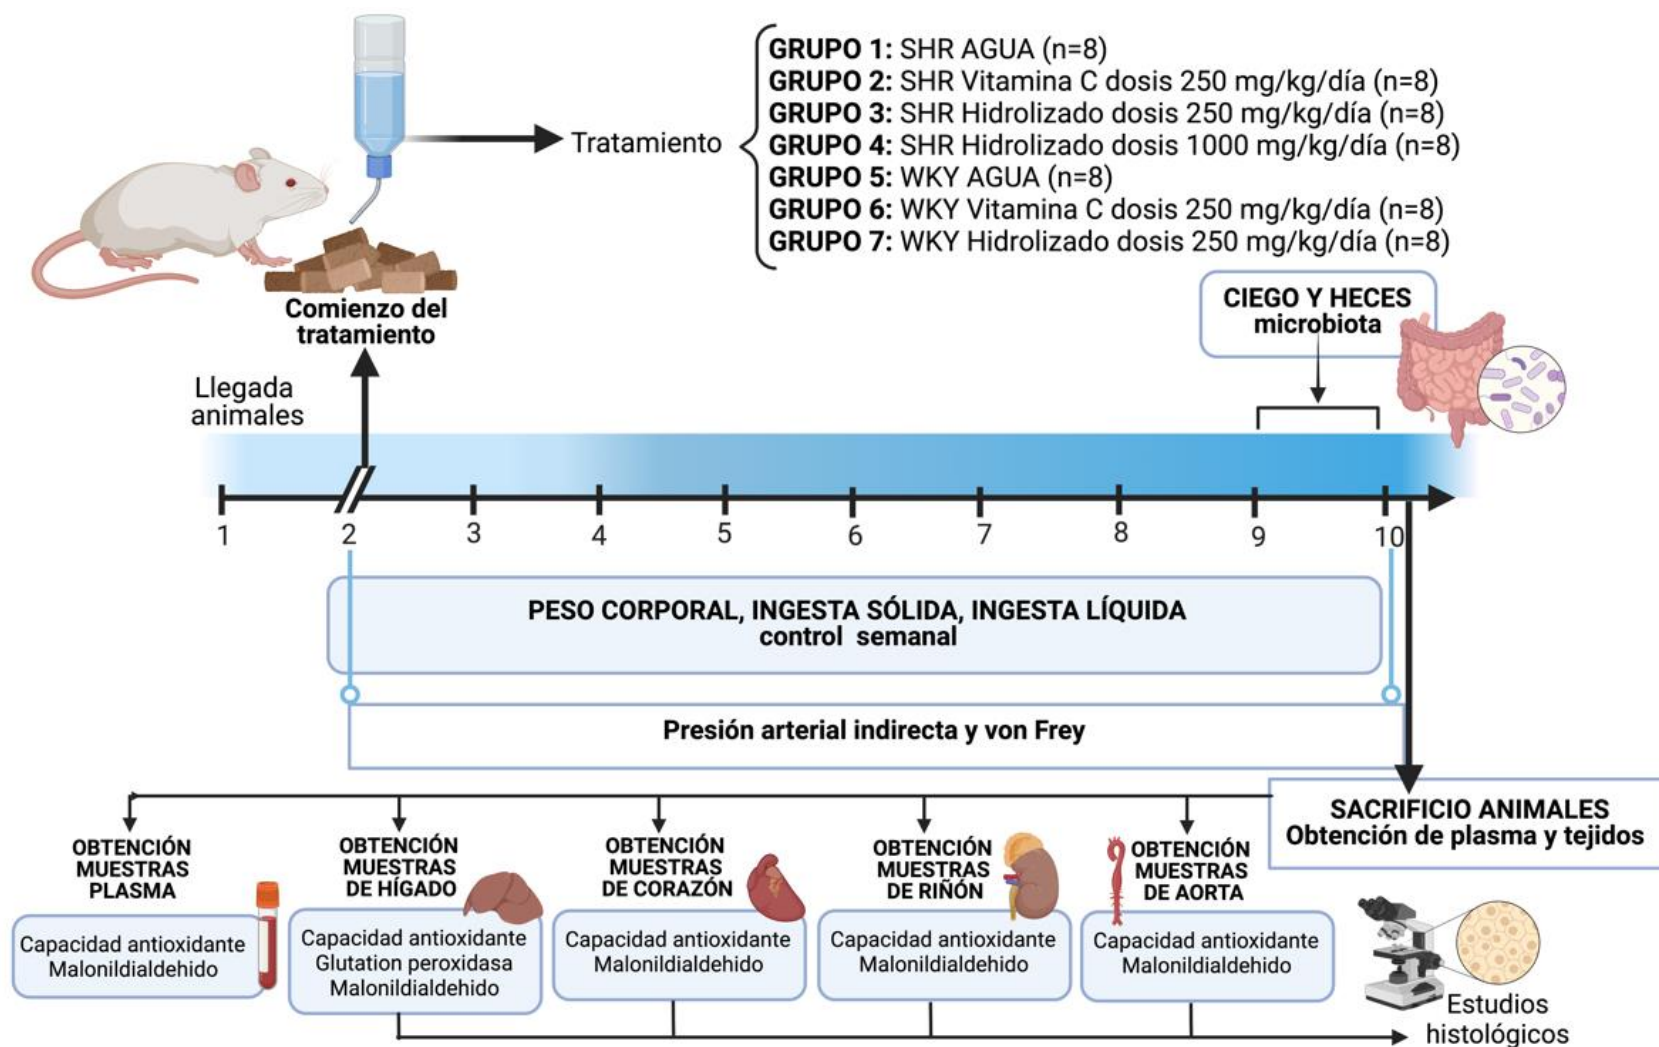 GRUPO 1: SHR AGUA (n=8)
GRUPO 2: SHR Vitamina C dosis 250 mg/kg/día (n=8)
GRUPO 3: SHR Hidrolizado dosis 250 mg/kg/día (n=8)
GRUPO 4: SHR Hidrolizado dosis 1000 mg/kg/día (n=8)
GRUPO 5: WKY AGUA (n=8)
GRUPO 6: WKY Vitamina C dosis 250 mg/kg/día (n=8)
GRUPO 7: WKY Hidrolizado dosis 250 mg/kg/día (n=8)
Tratamiento
Comienzo del
tratamiento
CIEGO Y HECES
microbiota
Llegada
animales
1 2 3 4 5 6 7 8 9 10
PESO CORPORAL, INGESTA SÓLIDA, INGESTA LÍQUIDA
control semanal
Presión arterial indirecta y von Frey
SACRIFICIO ANIMALES
Obtención de plasma y tejidos
OBTENCIÓN
MUESTRAS
PLASMA
Capacidad antioxidante
Malonildialdehido
OBTENCIÓN
MUESTRAS
DE HÍGADO
Capacidad antioxidante
Glutation peroxidasa
Malonildialdehido
OBTENCIÓN
MUESTRAS
DE CORAZÓN
Capacidad antioxidante
Malonildialdehido
OBTENCIÓN
MUESTRAS
DE RIÑÓN
Capacidad antioxidante
Malonildialdehido
OBTENCIÓN
MUESTRAS
DE AORTA
Capacidad antioxidante
Malonildialdehido
Estudios
histológicos